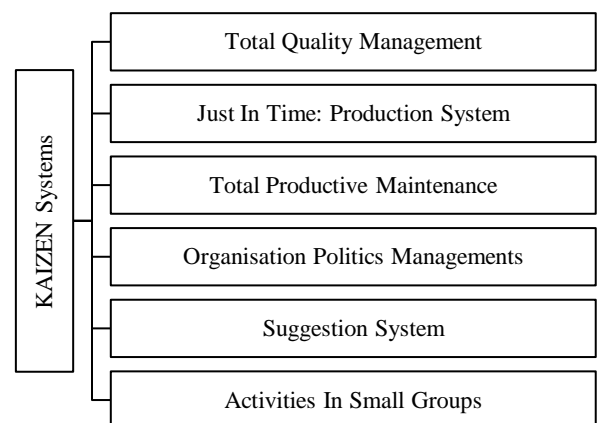 KAIZEN Systems
Total Quality Management
Just In Time: Production System
Total Productive Maintenance
Organisation Politics Managements
Suggestion System
Activities In Small Groups